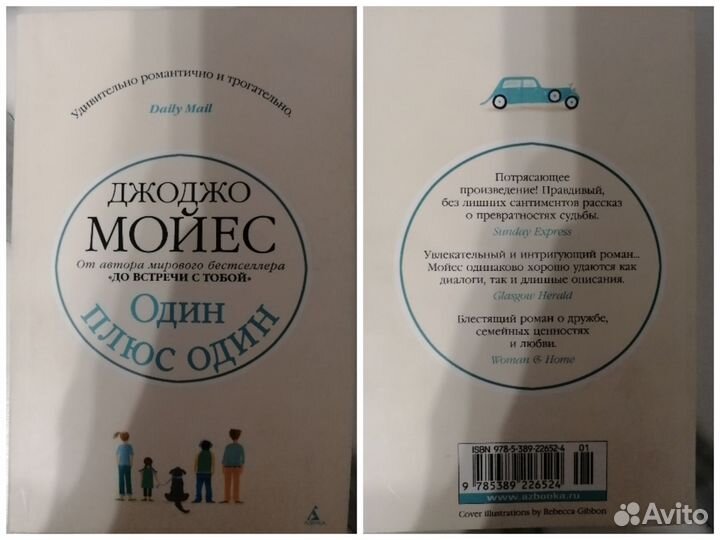 Удивительно романтично и трогательно.
Daily Mail
ДЖОДЖО
МОЙЕС
От автора мирового бестселлера
«ДО ВСТРЕЧИ С ТОБОЙ»
Один
плюс один
АЗБУКА
Потрясающее
произведение! Правдивый,
без лишних сантиментов рассказ
о превратностях судьбы.
Sunday Express
Увлекательный и интригующий роман...
Мойес одинаково хорошо удаются как
диалоги, так и длинные описания.
Glasgow Herald
Блестящий роман о дружбе,
семейных ценностях
и любви.
Woman & Home
ISBN 978-5-389-22652-4
01
9 785389 226524
www.azbooka.ru
Cover illustrations by Rebecca Gibbon
Avito